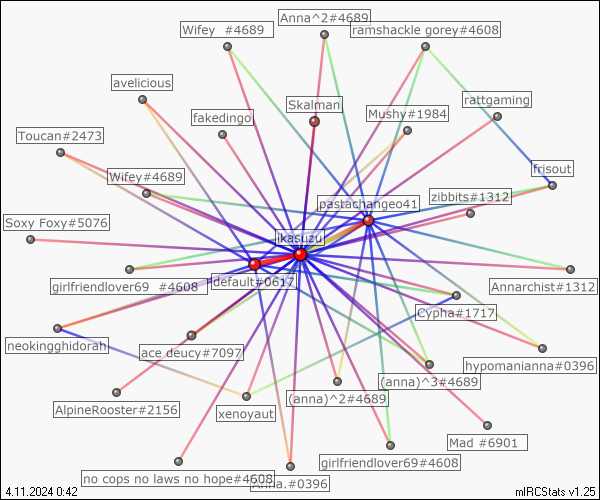 Anna^2#4689
Wifey  #4689
ramshackle gorey#4608
avelicious
rattgaming
Skalman
Mushy#1984
fakedingo
Toucan#2473
frisout
Wifey#4689
zibbits#1312
pastachangeo41
Soxy Foxy#5076
ikasuzu
default#0617
girlfriendlover69  #4608
Annarchist#1312
Cypha#1717
neokingghidorah
ace deucy#7097
hypomanianna#0396
(anna)^3#4689
(anna)^2#4689
AlpineRooster#2156
xenoyaut
Mad #6901
girlfriendlover69#4608
no cops no laws no hope#4608
Anna.#0396
4.11.2024 0:42
mIRCStats v1.25